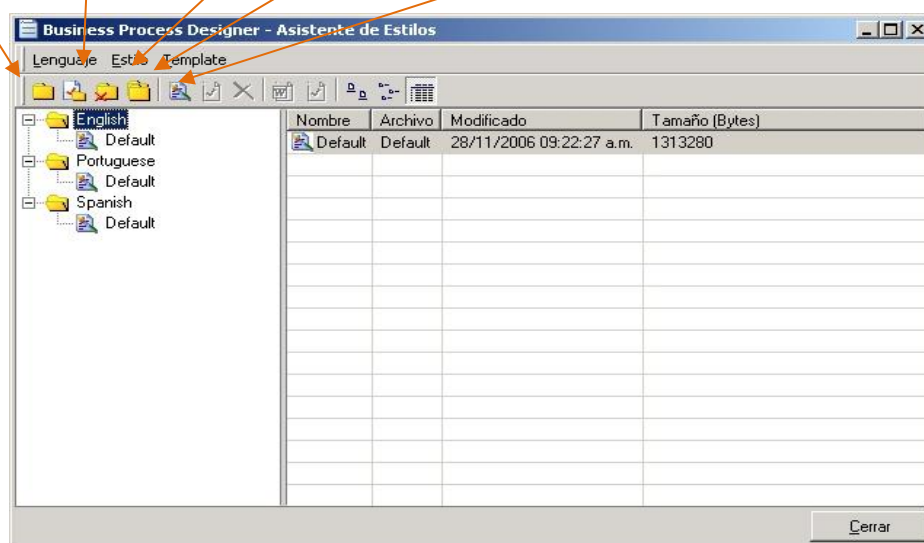 Business Process Designer - Asistente de Estilos
Lenguaje Estilo Template
Nombre Archivo Modificado Tamaño (Bytes)
English
Default Default 28/11/2006 09:22:27 a.m. 1313280
Default
Portuguese
Default
Spanish
Default
Cerrar